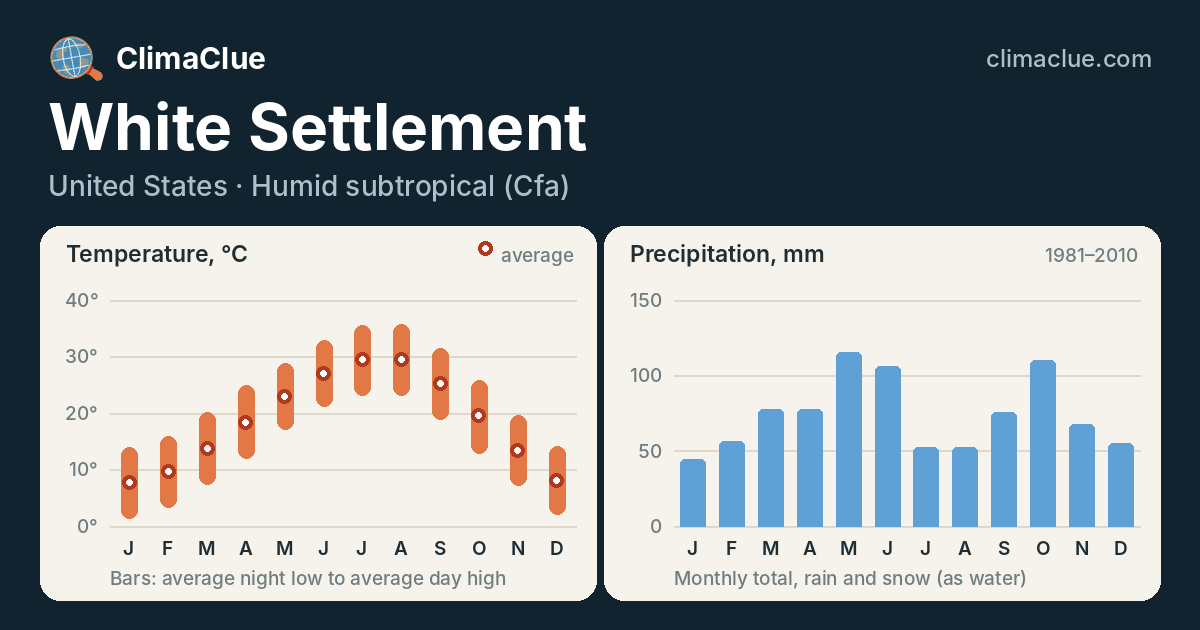 ClimaClue
climaclue.com
White Settlement
United States · Humid subtropical (Cfa)
Temperature, °C
average
40°
30°
20°
10°
0°
J F M A M J J A S O N D
Bars: average night low to average day high
Precipitation, mm
1981–2010
150
100
50
0
J F M A M J J A S O N D
Monthly total, rain and snow (as water)